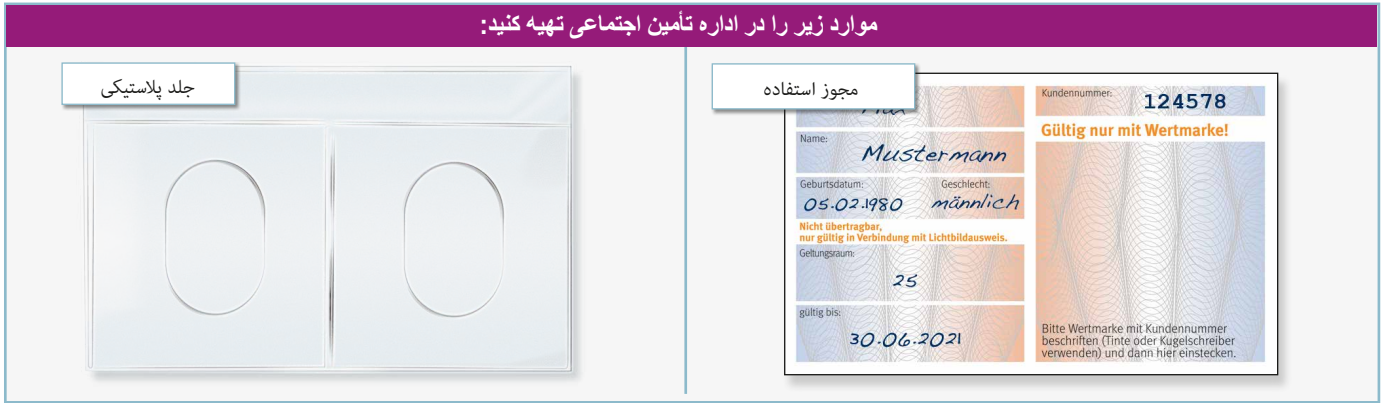 موارد زیر را در اداره تأمین اجتماعی تهیه کنید:
جلد پلاستیکی
مجوز استفاده
Name:
Mustermann
Geburtsdatum:
Geschlecht:
05.02.1980
männlich
Nicht übertragbar,
nur gültig in Verbindung mit Lichtbildausweis.
Geltungsraum:
25
gültig bis:
30.06.2021
Kundennummer:
124578
Gültig nur mit Wertmarke!
Bitte Wertmarke mit Kundennummer
beschriften (Tinte oder Kugelschreiber
verwenden) und dann hier einstecken.